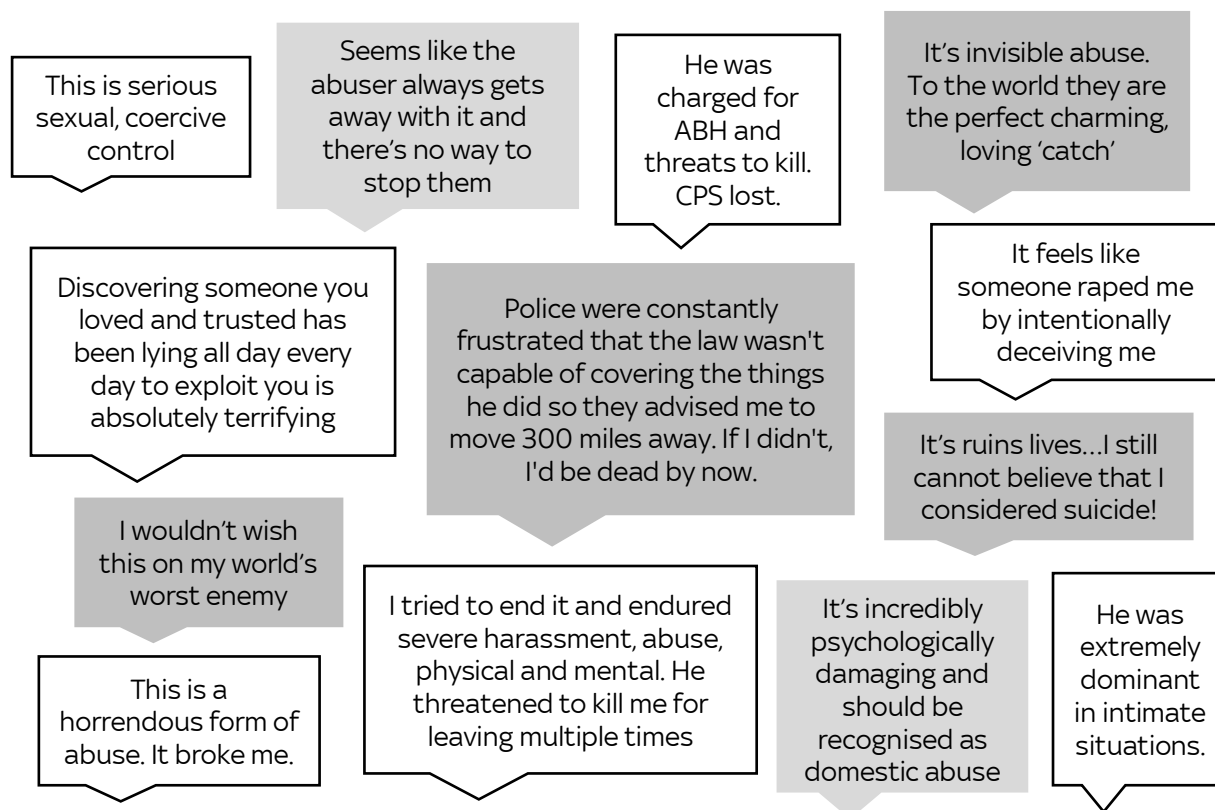 This is serious
sexual, coercive
control
Seems like the
abuser always gets
away with it and
there's no way to
stop them
He was
charged for
ABH and
threats to kill.
CPS lost.
It's invisible abuse.
To the world they are
the perfect charming,
loving 'catch'
Discovering someone you
loved and trusted has
been lying all day every
day to exploit you is
absolutely terrifying
Police were constantly
frustrated that the law wasn't
capable of covering the things
he did so they advised me to
move 300 miles away. If I didn't,
I'd be dead by now.
It feels like
someone raped me
by intentionally
deceiving me
It's ruins lives...I still
cannot believe that I
considered suicide!
I wouldn't wish
this on my world's
worst enemy
I tried to end it and endured
severe harassment, abuse,
physical and mental. He
threatened to kill me for
leaving multiple times
It's incredibly
psychologically
damaging and
should be
recognised as
domestic abuse
He was
extremely
dominant
in intimate
situations.
This is a
horrendous form of
abuse. It broke me.